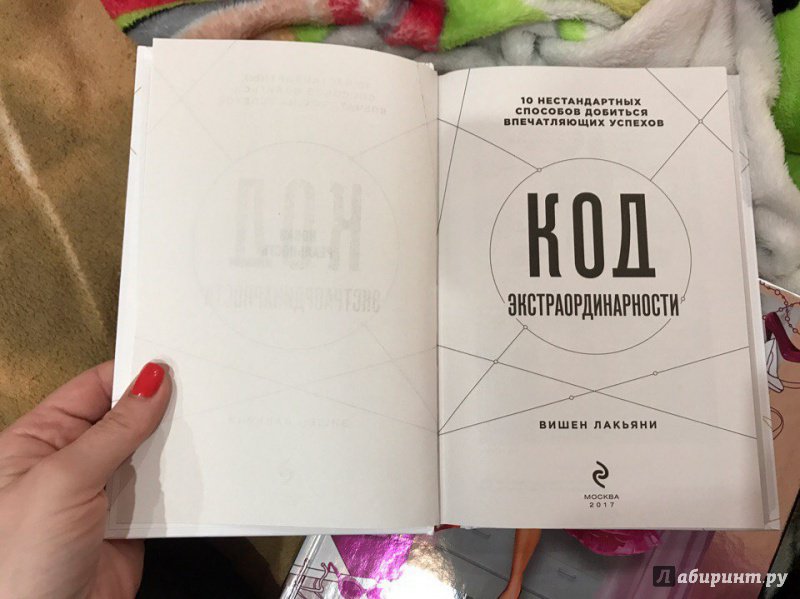 10 НЕСТАНДАРТНЫХ
СПОСОБОВ ДОБИТЬСЯ
ВПЕЧАТЛЯЮЩИХ УСПЕХОВ
КОД
ЭКСТРАОРДИНАРНОСТИ
ВИШЕН ЛАКЬЯНИ
МОСКВА
2017
Лабиринт.ру